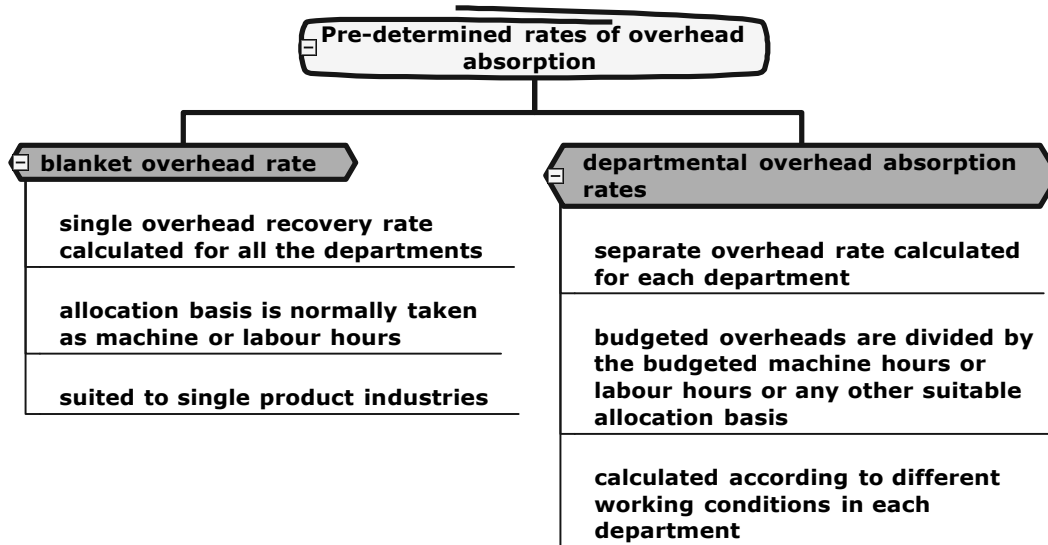 Pre-determined rates of overhead
absorption
blanket overhead rate
single overhead recovery rate
calculated for all the departments
allocation basis is normally taken
as machine or labour hours
suited to single product industries
departmental overhead absorption
rates
separate overhead rate calculated
for each department
budgeted overheads are divided by
the budgeted machine hours or
labour hours or any other suitable
allocation basis
calculated according to different
working conditions in each
department